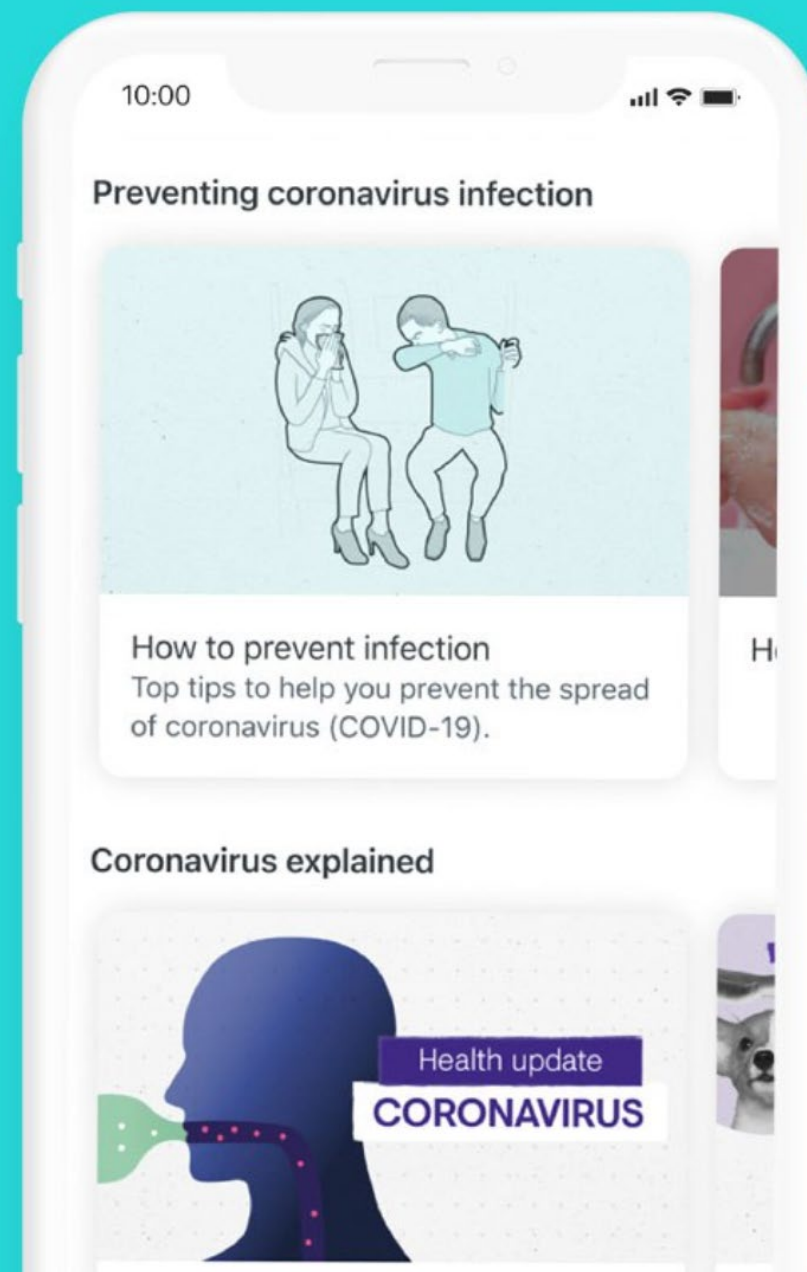 10:00
Preventing coronavirus infection
How to prevent infection
Top tips to help you prevent the spread
of coronavirus (COVID-19).
Coronavirus explained
Health update
CORONAVIRUS